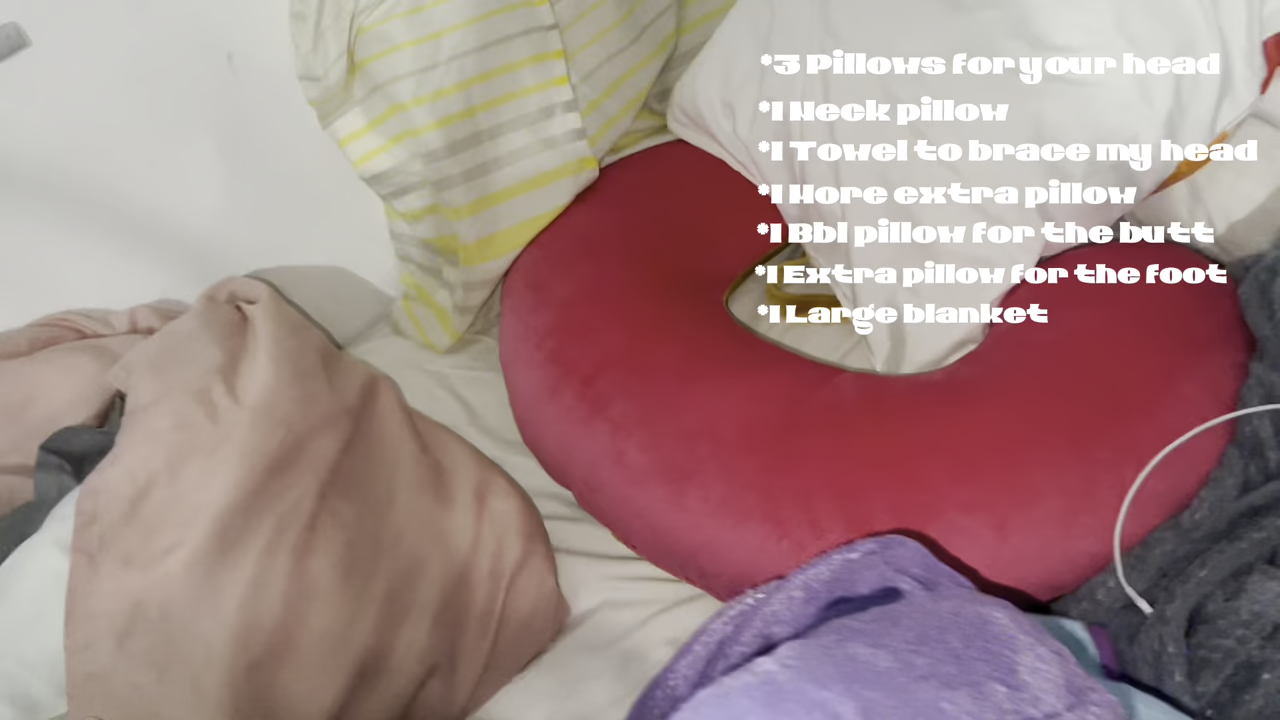 *3 Pillows for your head
*1 Neck pillow
*1 Towel to brace my head
*1 More extra pillow
*1 Bbl pillow for the butt
*1 Extra pillow for the foot
*1 Large blanket